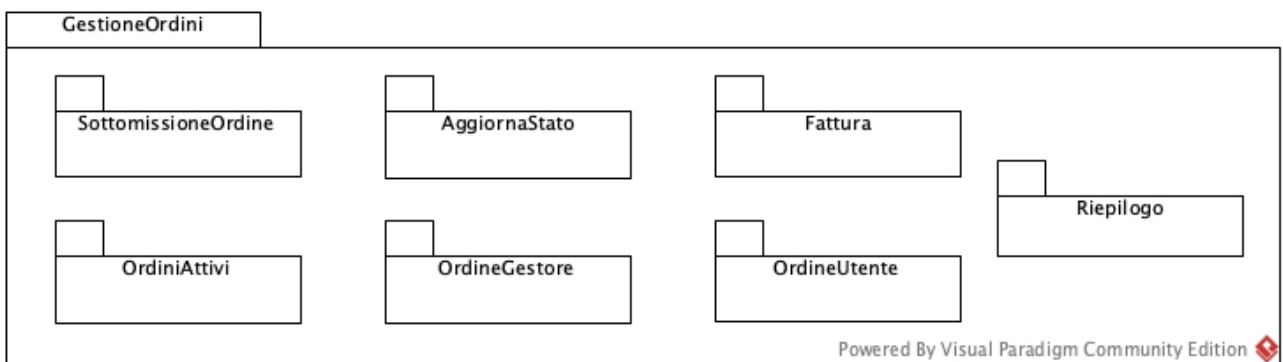 GestioneOrdini
SottomissioneOrdine
AggiornaStato
Fattura
Riepilogo
OrdiniAttivi
OrdineGestore
OrdineUtente
Powered By Visual Paradigm Community Edition